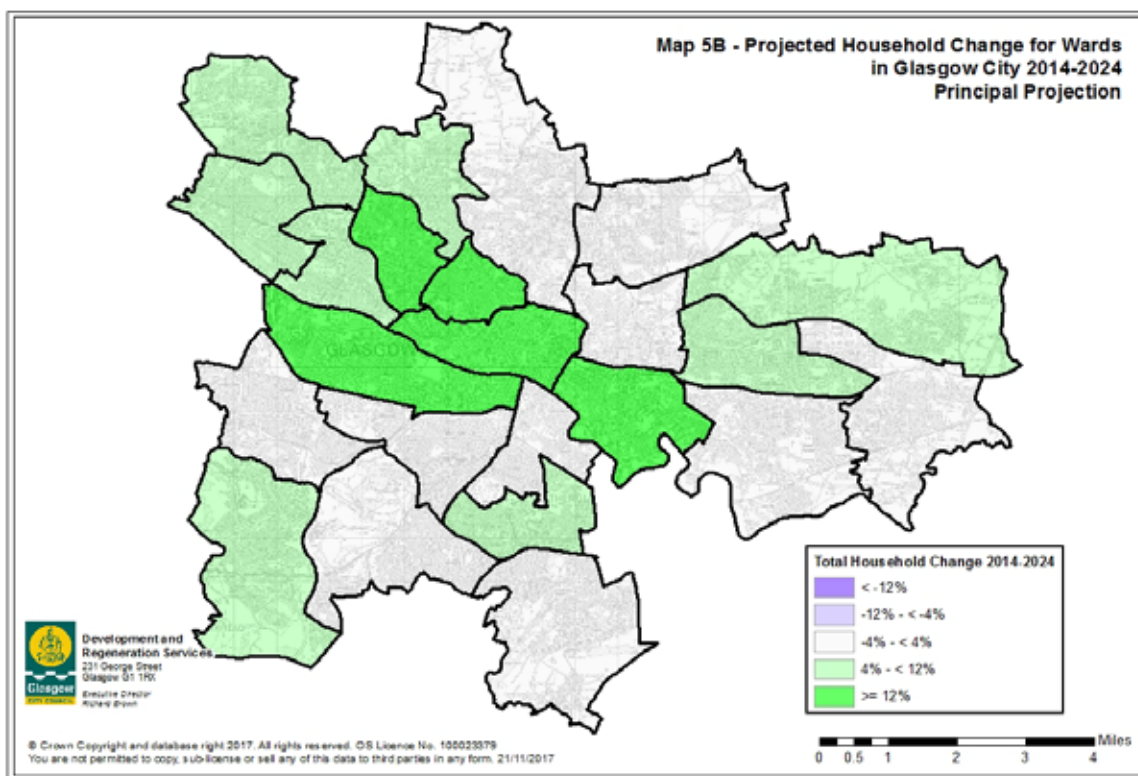 Map 5B - Projected Household Change for Wards
in Glasgow City 2014-2024
Principal Projection
GLASGOW
Total Household Change 2014-2024
< -12%
-12% - < -4%
-4% - < 4%
4% - < 12%
>= 12%
Glasgow
CITY COUNCIL
Development and
Regeneration Services
231 George Street
Glasgow G1 1RX
Executive Director
Richard Brown
Miles
0 0.5 1 2 3 4
© Crown Copyright and database right 2017. All rights reserved. OS Licence No. 100023379
You are not permitted to copy, sub-license or sell any of this data to third parties in any form. 21/11/2017